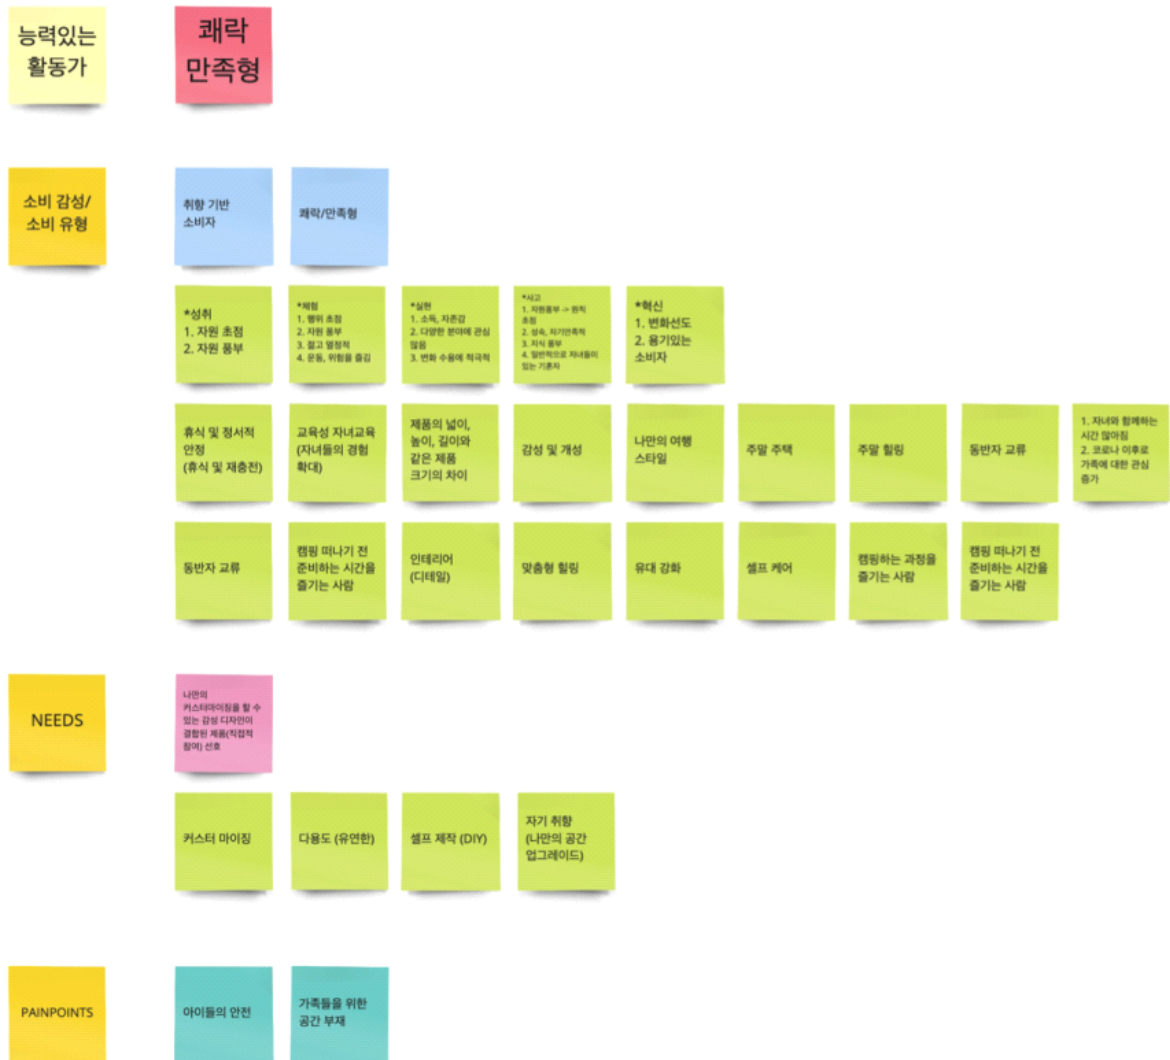 능력있는
활동가
쾌락
만족형
소비 감성/
소비 유형
취향 기반
소비자
쾌락/만족형
*성취
1. 자원 초점
2. 자원 풍부
*체험
1. 행위 초점
2. 자원 풍부
3. 젊고 열정적
4. 운동, 위험을 즐김
*실현
1. 소득, 자존감
2. 다양한 분야에 관심
많음
3. 변화 수용에 적극적
*사고
1. 자원풍부 -> 원칙
초점
2. 성숙, 자기만족적
3. 지식 풍부
4. 일반적으로 자녀들이
있는 기혼자
*혁신
1. 변화선도
2. 용기있는
소비자
휴식 및 정서적
안정
(휴식 및 재충전)
교육성 자녀교육
(자녀들의 경험
확대)
제품의 넓이,
높이, 길이와
같은 제품
크기의 차이
감성 및 개성
나만의 여행
스타일
주말 주택
주말 힐링
동반자 교류
1. 자녀와 함께하는
시간 많아짐
2. 코로나 이후로
가족에 대한 관심
증가
동반자 교류
캠핑 떠나기 전
준비하는 시간을
즐기는 사람
인테리어
(디테일)
맞춤형 힐링
유대 강화
셀프 케어
캠핑하는 과정을
즐기는 사람
캠핑 떠나기 전
준비하는 시간을
즐기는 사람
NEEDS
나만의
커스터마이징을 할 수
있는 감성 디자인이
결합된 제품(직접적
참여) 선호
커스터 마이징
다용도 (유연한)
셀프 제작 (DIY)
자기 취향
(나만의 공간
업그레이드)
PAINPOINTS
아이들의 안전
가족들을 위한
공간 부재